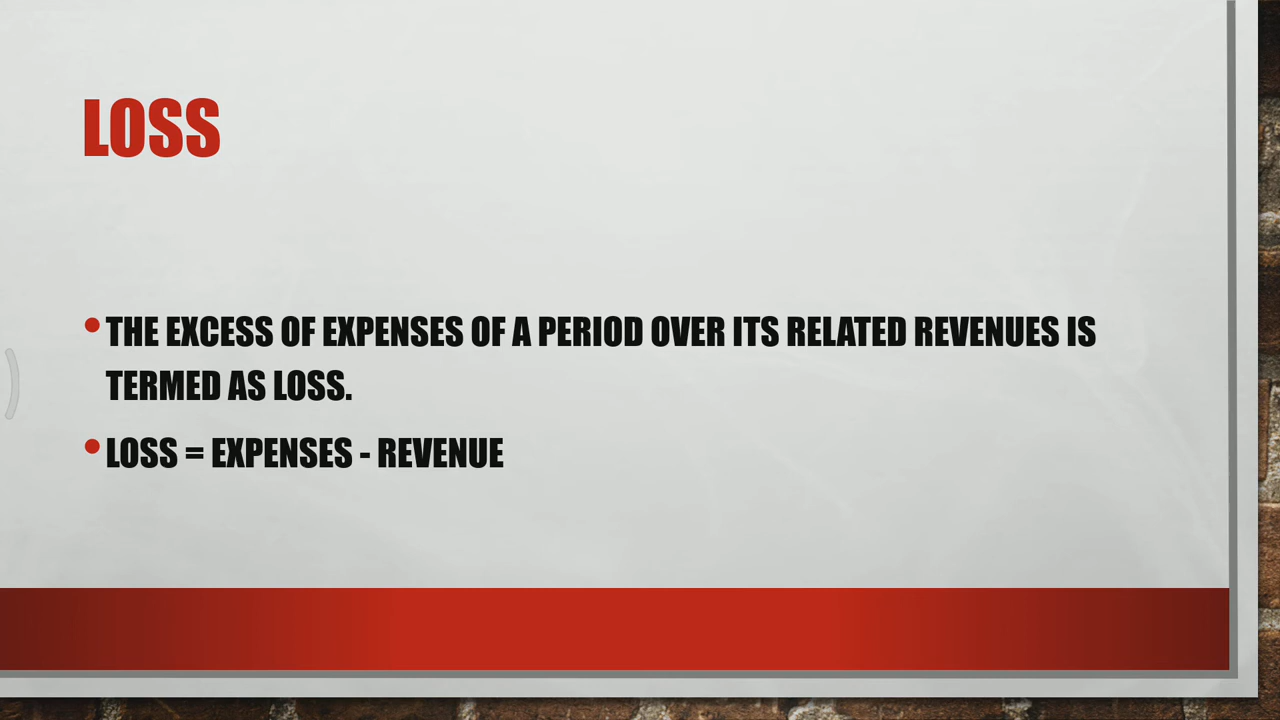 LOSS
•THE EXCESS OF EXPENSES OF A PERIOD OVER ITS RELATED REVENUES IS
TERMED AS LOSS.
•LOSS = EXPENSES - REVENUE